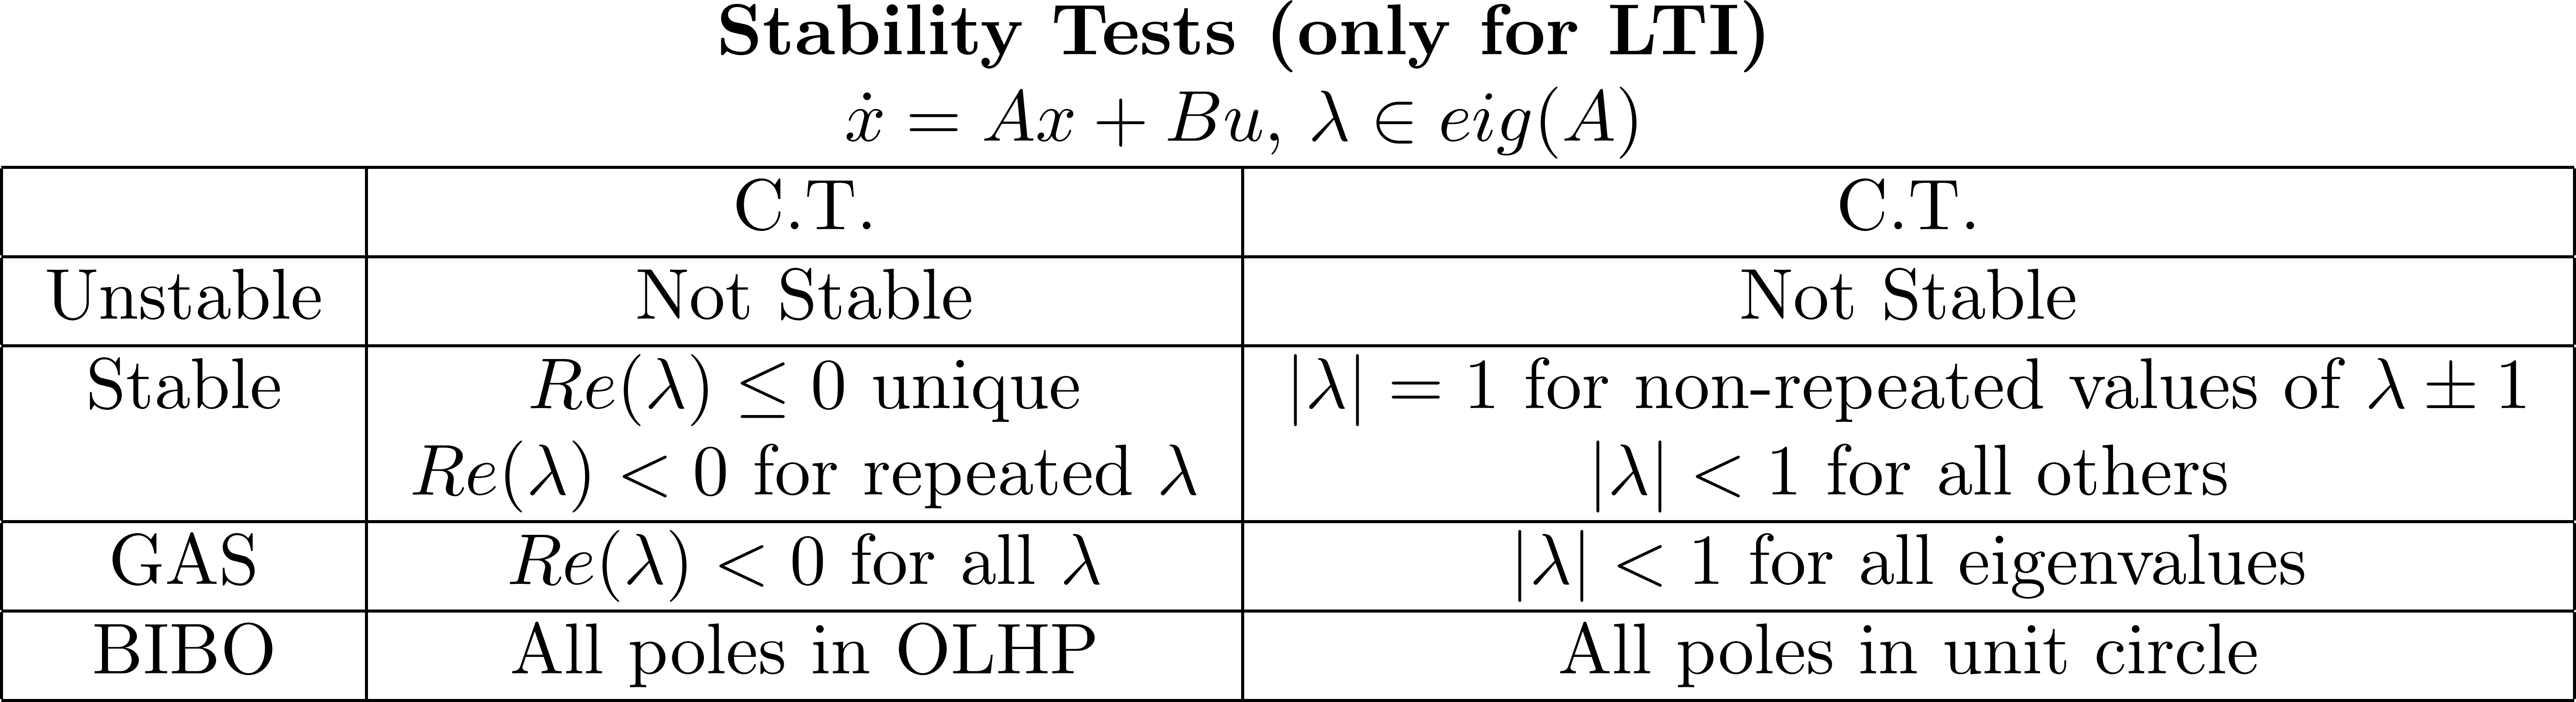 Stability Tests (only for LTI)
ẋ = Ax + Bu, λ ∈ eig(A)
C.T. C.T.
Unstable Not Stable Not Stable
Stable Re(λ) ≤ 0 unique |λ| = 1 for non-repeated values of λ ± 1
Re(λ) < 0 for repeated λ |λ| < 1 for all others
GAS Re(λ) < 0 for all λ |λ| < 1 for all eigenvalues
BIBO All poles in OLHP All poles in unit circle